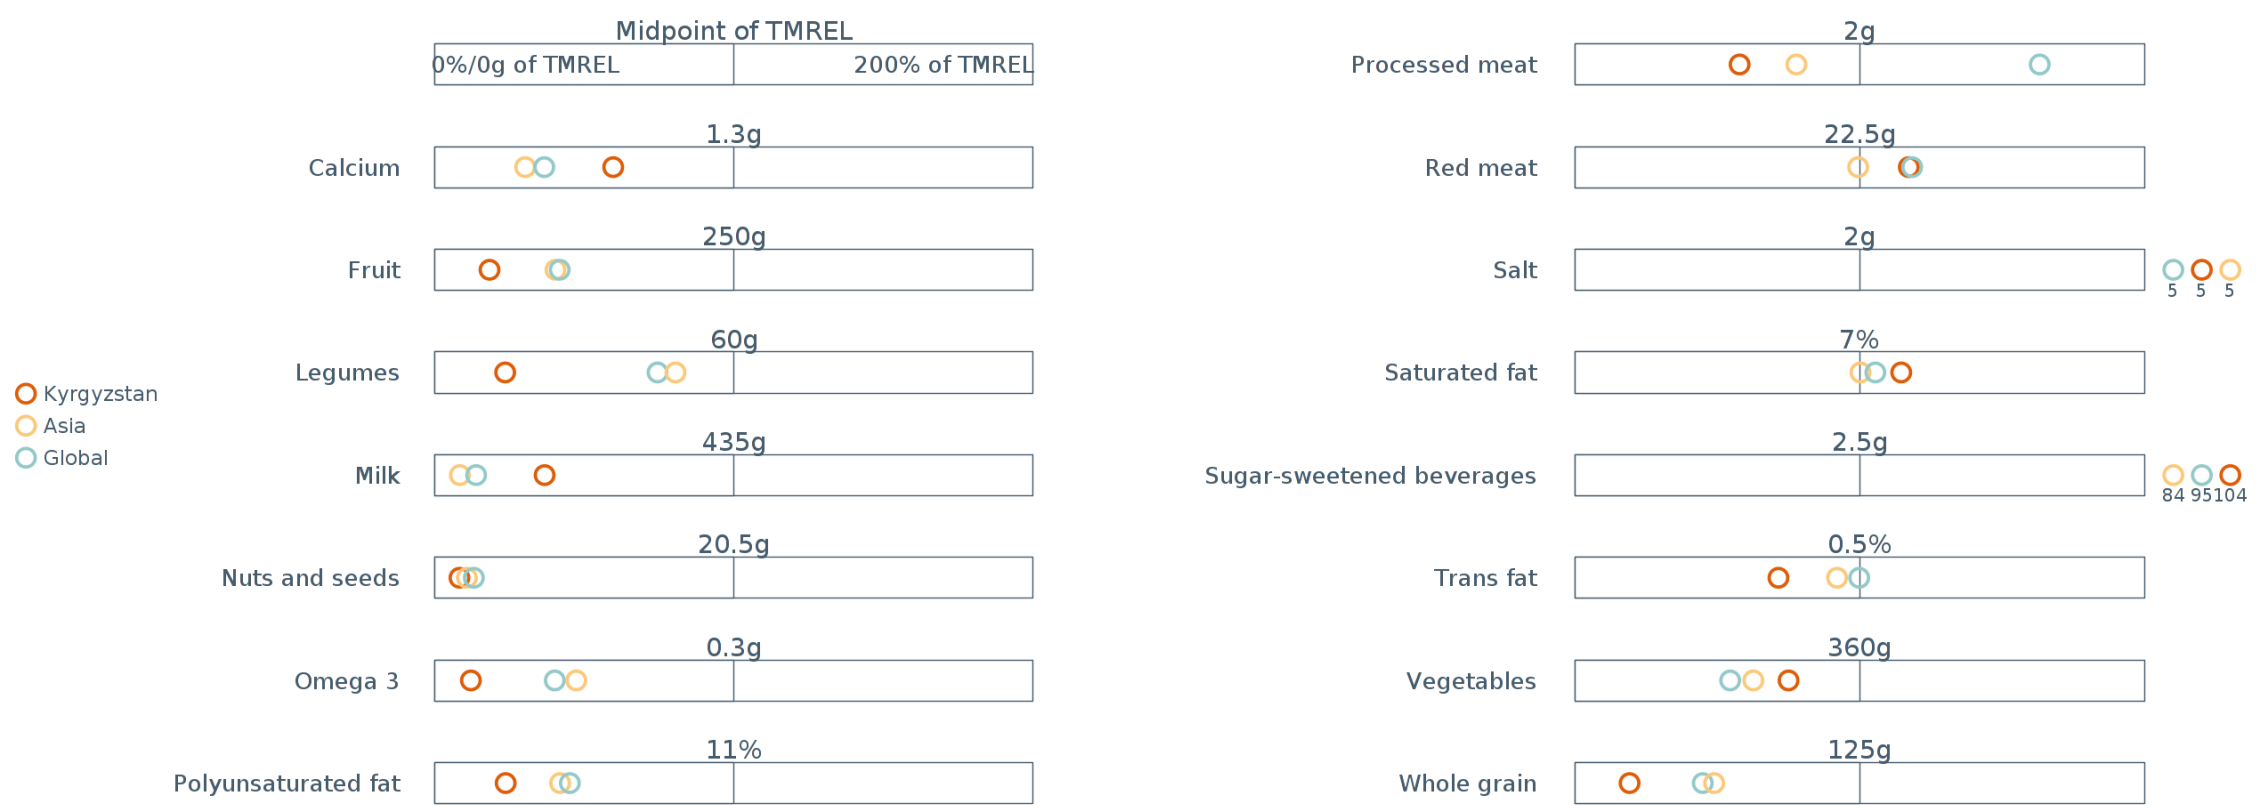 Midpoint of TMREL
0%/0g of TMREL
200% of TMREL
1.3g
Calcium
250g
Fruit
60g
Legumes
435g
Milk
20.5g
Nuts and seeds
0.3g
Omega 3
11%
Polyunsaturated fat
Kyrgyzstan
Asia
Global
2g
Processed meat
22.5g
Red meat
2g
Salt
5 5 5
7%
Saturated fat
2.5g
Sugar-sweetened beverages
84 95 104
0.5%
Trans fat
360g
Vegetables
125g
Whole grain